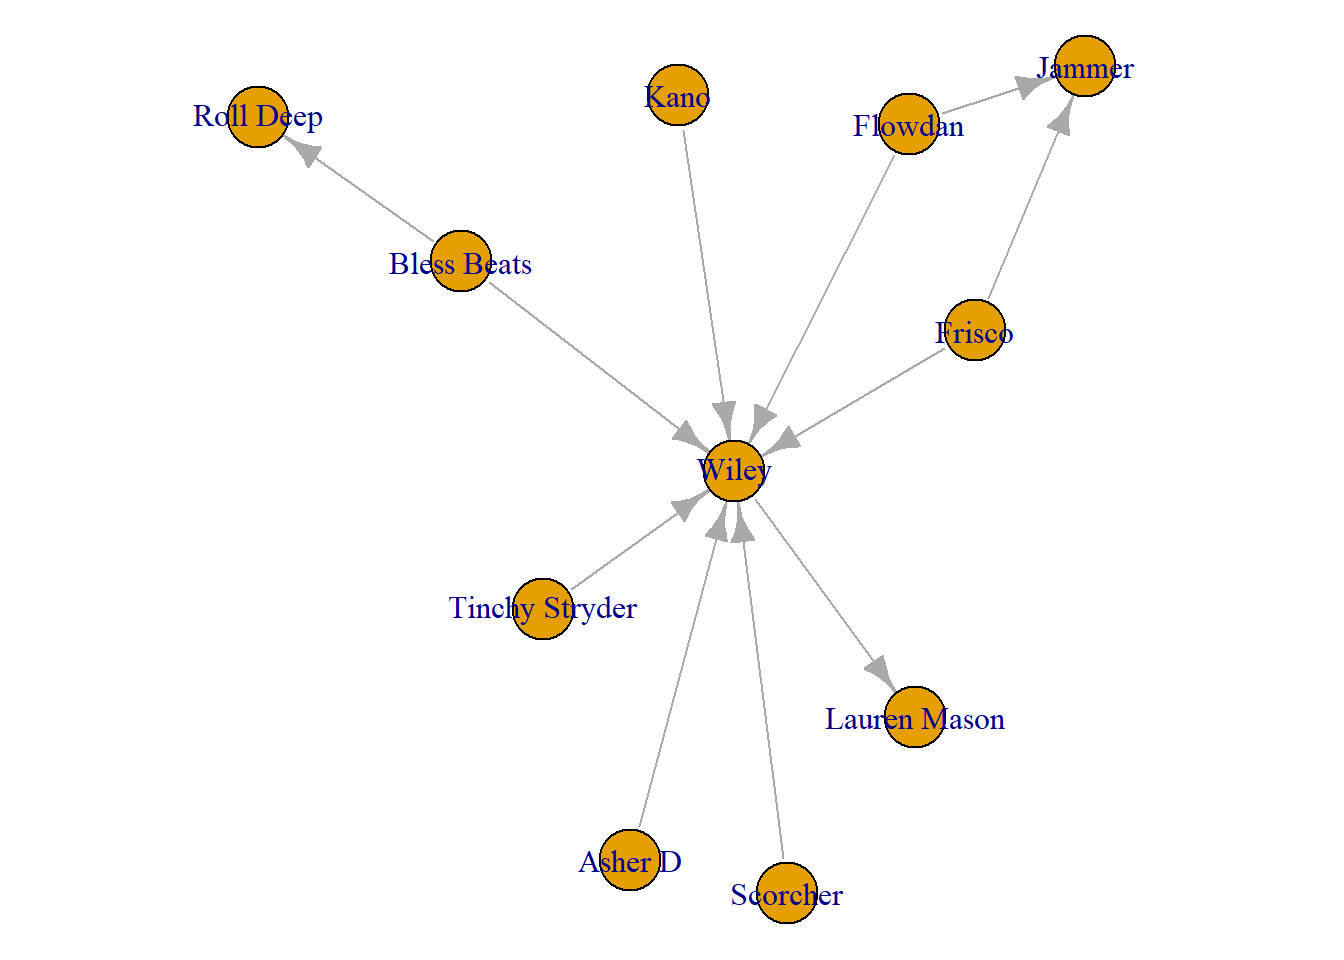 Jammer
Kano
Roll Deep
Flowdan
Bless Beats
Frisco
Wiley
Tinchy Stryder
Lauren Mason
Asher D
Scorcher